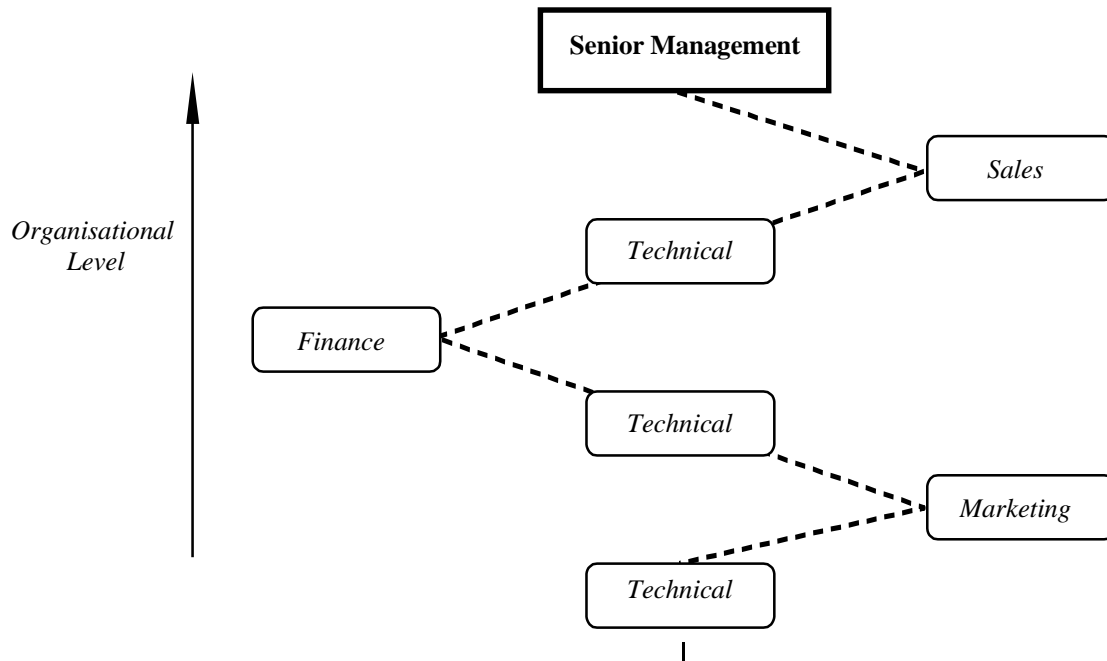 Senior Management
Sales
Organisational
Level
Technical
Finance
Technical
Marketing
Technical